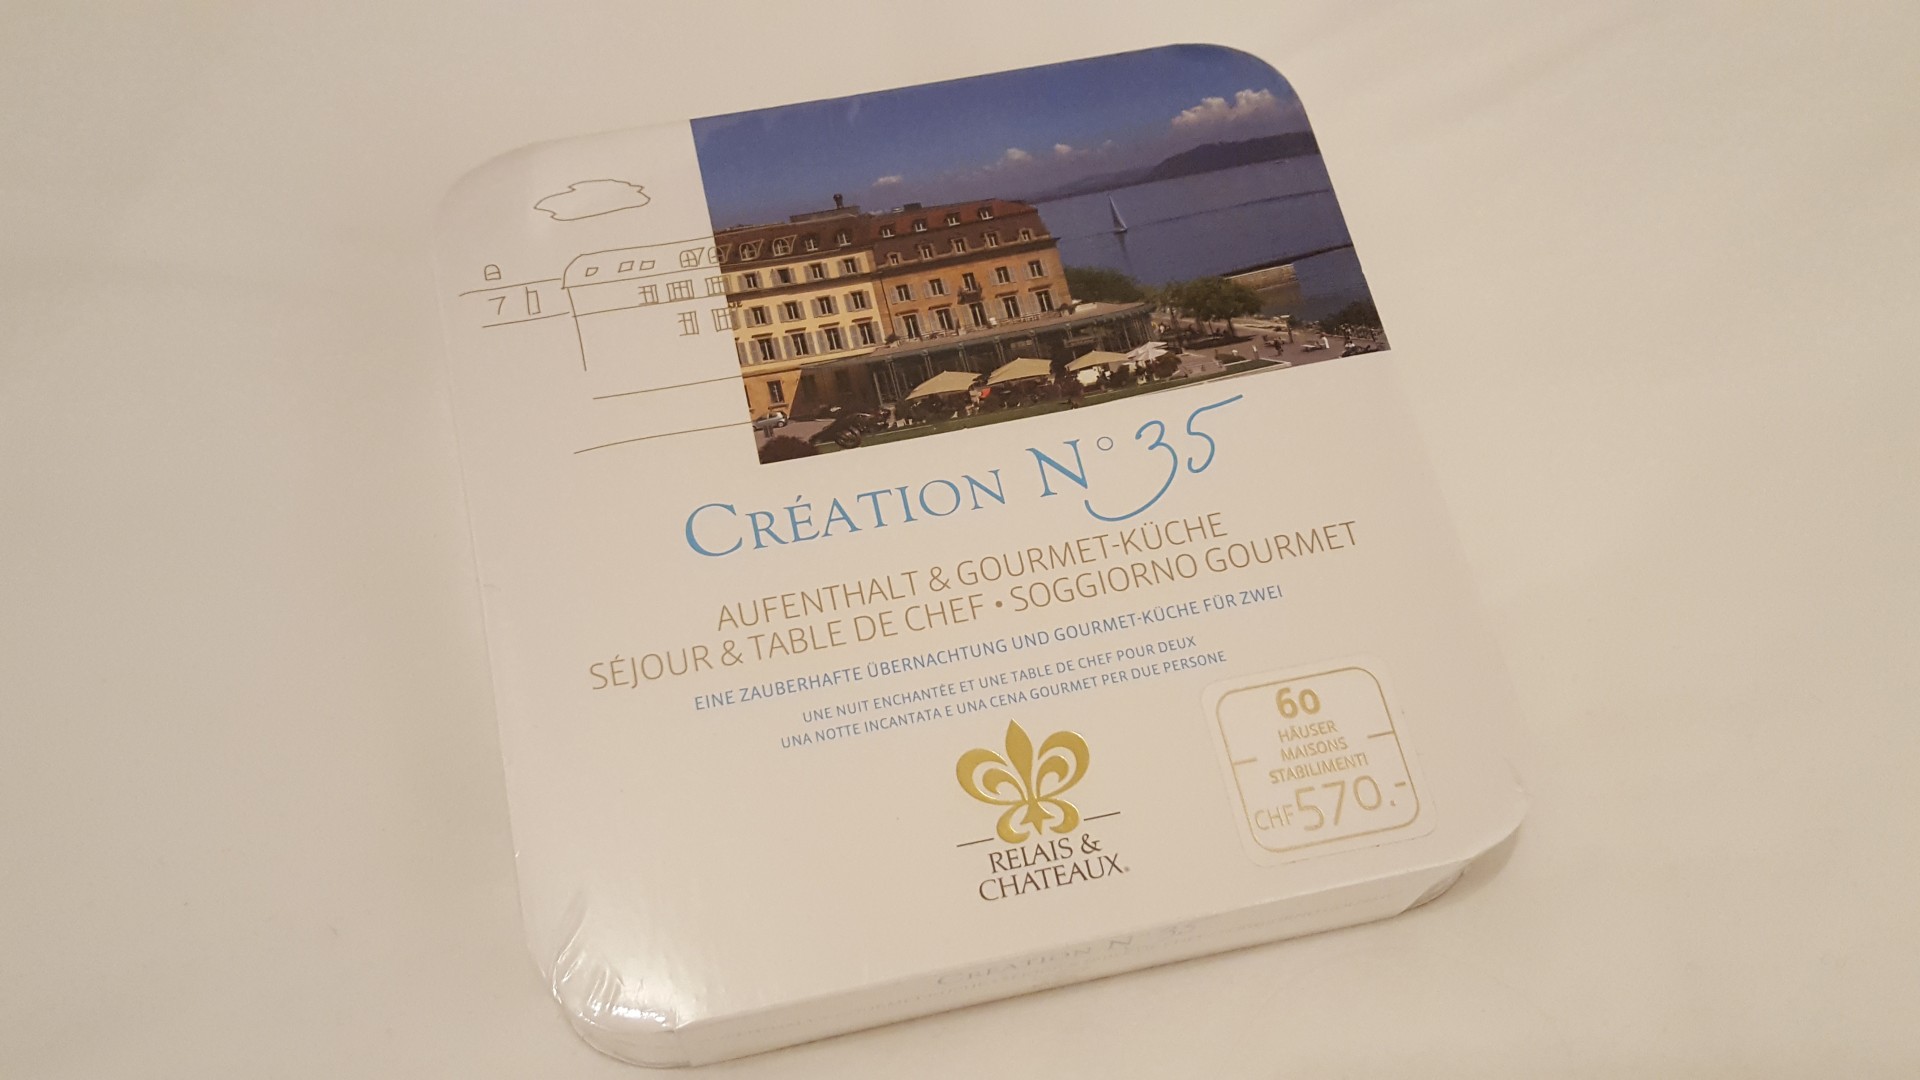 CRÉATION N° 35
AUFENTHALT & GOURMET-KÜCHE
SÉJOUR & TABLE DE CHEF • SOGGIORNO GOURMET
EINE ZAUBERHAFTE ÜBERNACHTUNG UND GOURMET-KÜCHE FÜR ZWEI
UNE NUIT ENCHANTÉE ET UNE TABLE DE CHEF POUR DEUX
UNA NOTTE INCANTATA E UNA CENA GOURMET PER DUE PERSONE
RELAIS &
CHATEAUX®
60
HÄUSER
MAISONS
STABILIMENTI
CHF 570.-
CRÉATION N° 35